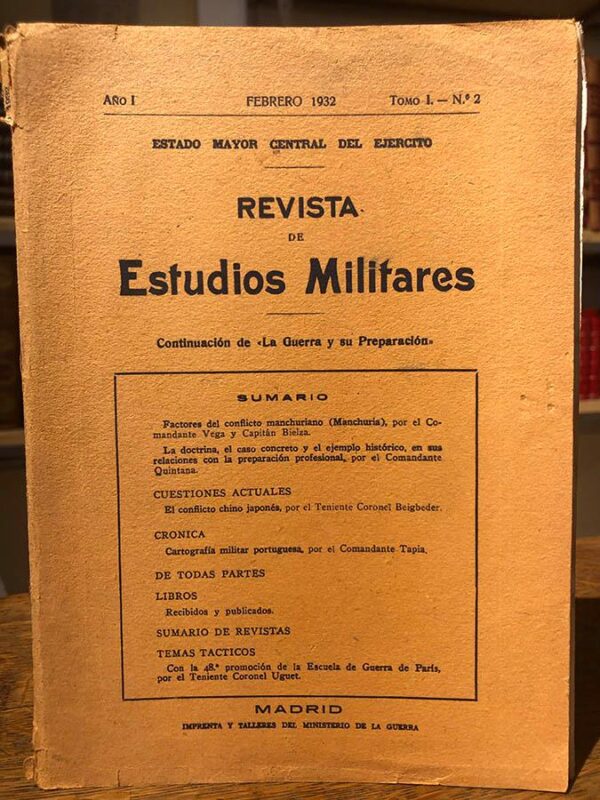 AÑO I FEBRERO 1932 TOMO I. — N.º 2
ESTADO MAYOR CENTRAL DEL EJERCITO
REVISTA
DE
Estudios Militares
Continuación de «La Guerra y su Preparación»
SUMARIO
Factores del conflicto manchuriano (Manchuria), por el Co-
mandante Vega y Capitán Bielza.
La doctrina, el caso concreto y el ejemplo histórico, en sus
relaciones con la preparación profesional, por el Comandante
Quintana.
CUESTIONES ACTUALES
El conflicto chino japonés, por el Teniente Coronel Beigbeder.
CRONICA
Cartografía militar portuguesa, por el Comandante Tapia.
DE TODAS PARTES
LIBROS
Recibidos y publicados.
SUMARIO DE REVISTAS
TEMAS TACTICOS
Con la 48.ª promoción de la Escuela de Guerra de París,
por el Teniente Coronel Uguet.
MADRID
IMPRENTA Y TALLERES DEL MINISTERIO DE LA GUERRA